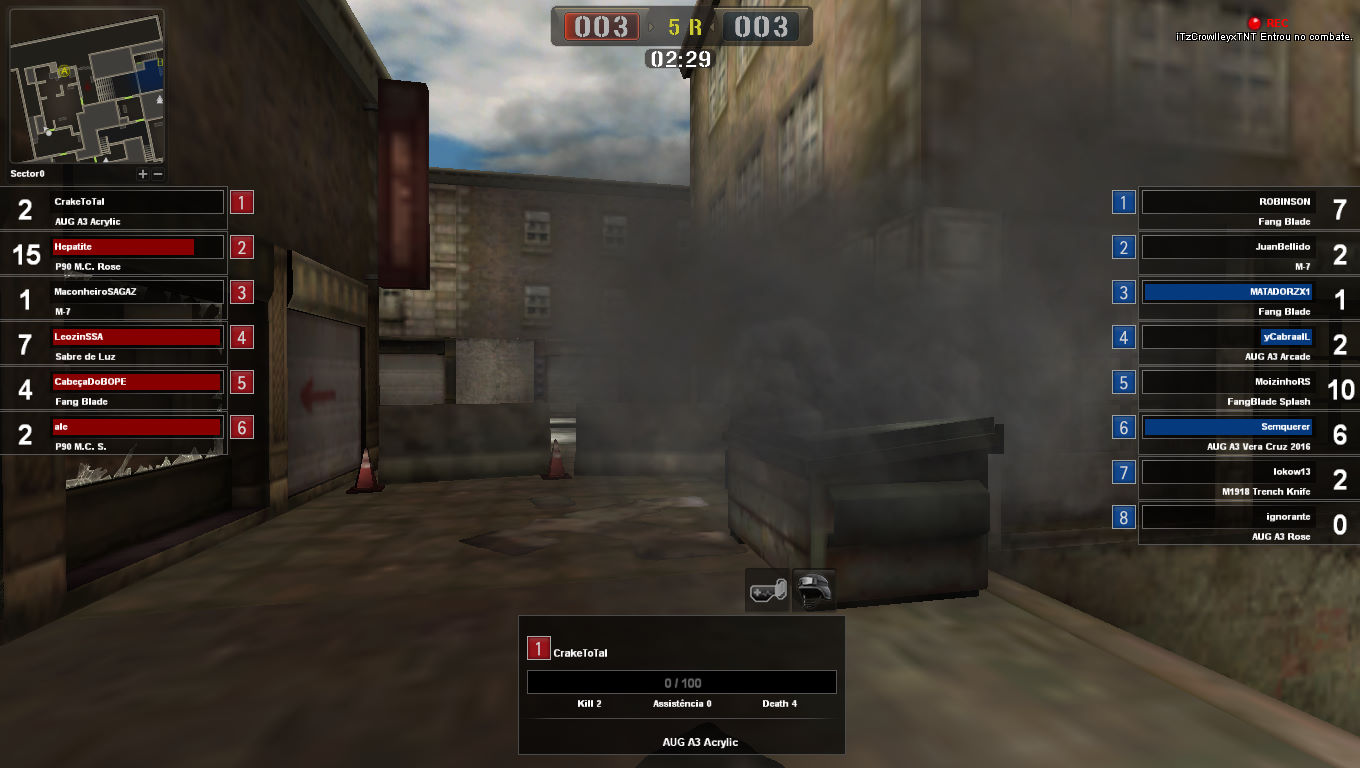 003 5 R 003
02:29
REC
iTzCrowlleyxTNT Entrou no combate.
A
B
Sector0
2 CrakeToTal 1
AUG A3 Acrylic
15 Hepatite 2
P90 M.C. Rose
1 MaconheiroSAGAZ 3
M-7
7 LeozinSSA 4
Sabre de Luz
4 CabeçaDoBOPE 5
Fang Blade
2 ale 6
P90 M.C. S.
1 ROBINSON 7
Fang Blade
2 JuanBellido 2
M-7
3 MATADORZX1 1
Fang Blade
4 yCabraalL 2
AUG A3 Arcade
5 MoizinhoRS 10
FangBlade Splash
6 Semquerer 6
AUG A3 Vera Cruz 2016
7 lokow13 2
M1918 Trench Knife
8 ignorante 0
AUG A3 Rose
1 CrakeToTal
0 / 100
Kill 2 Assistência 0 Death 4
AUG A3 Acrylic